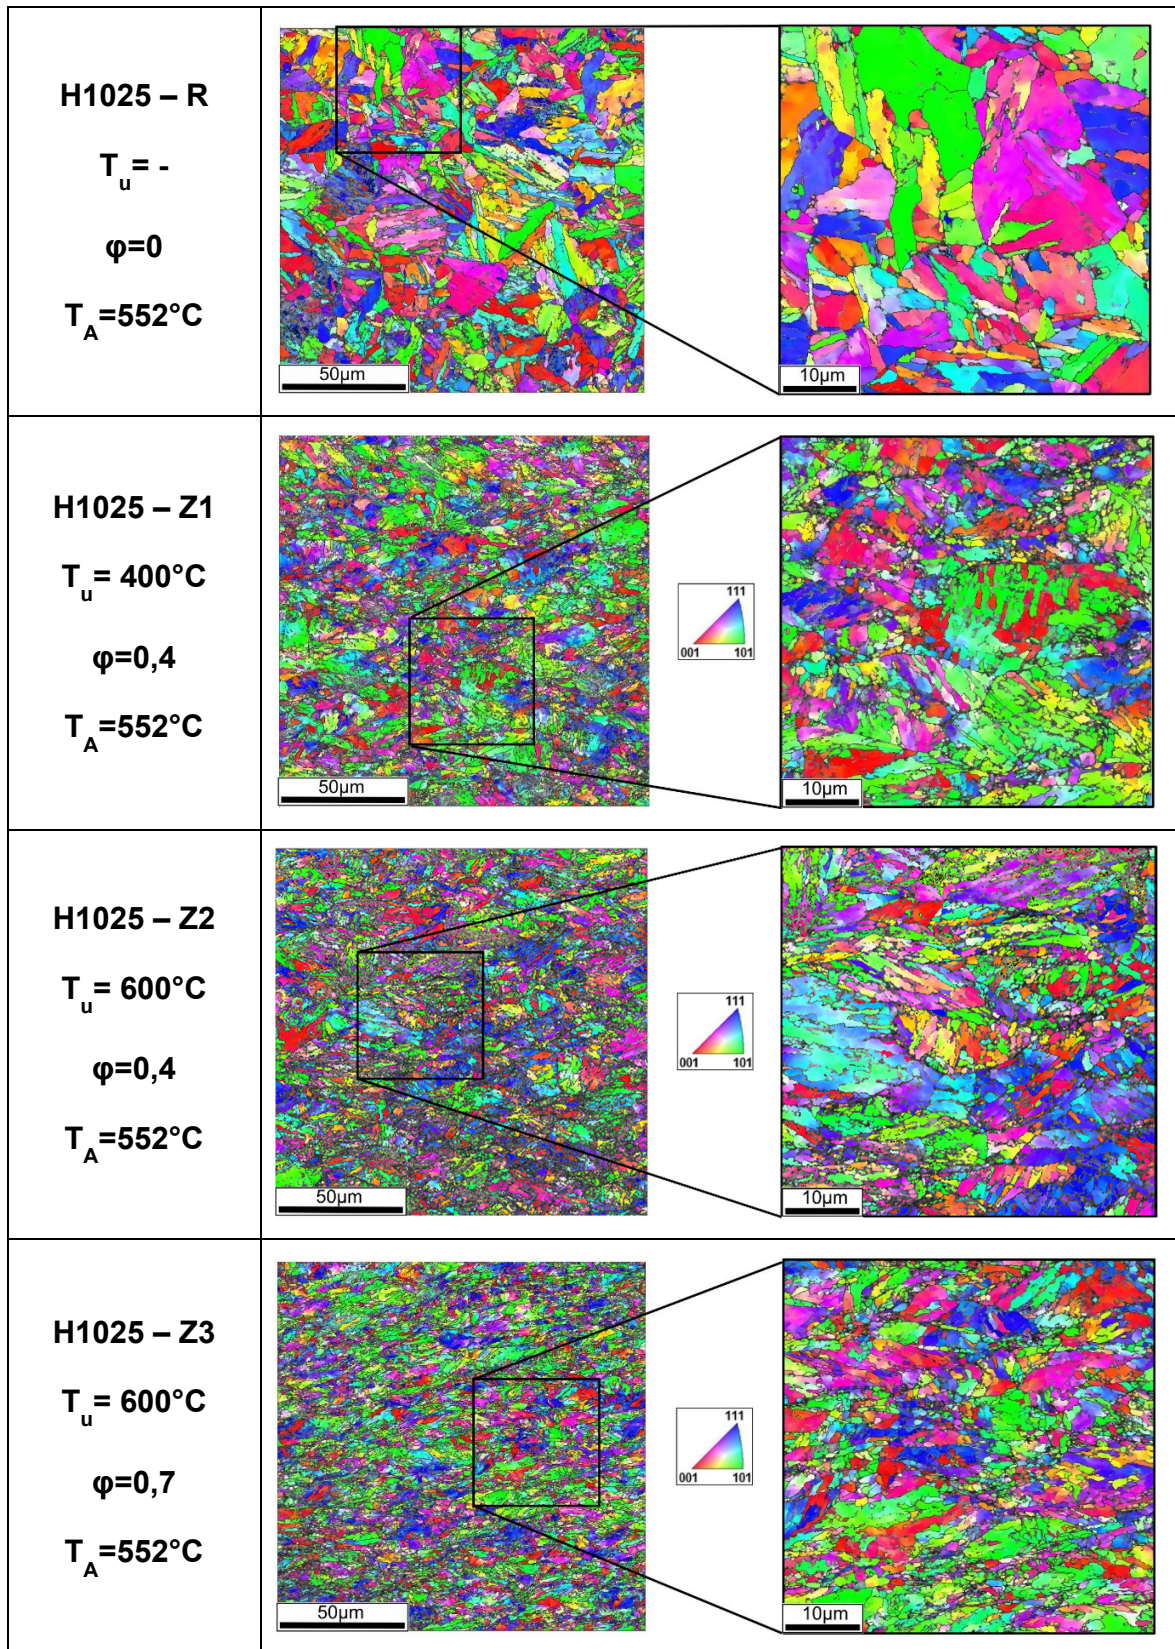 H1025 – R
Tu= -
φ=0
TA=552°C
50µm
10µm
H1025 – Z1
Tu= 400°C
φ=0,4
TA=552°C
50µm
111
001 101
10µm
H1025 – Z2
Tu= 600°C
φ=0,4
TA=552°C
50µm
111
001 101
10µm
H1025 – Z3
Tu= 600°C
φ=0,7
TA=552°C
50µm
111
001 101
10µm